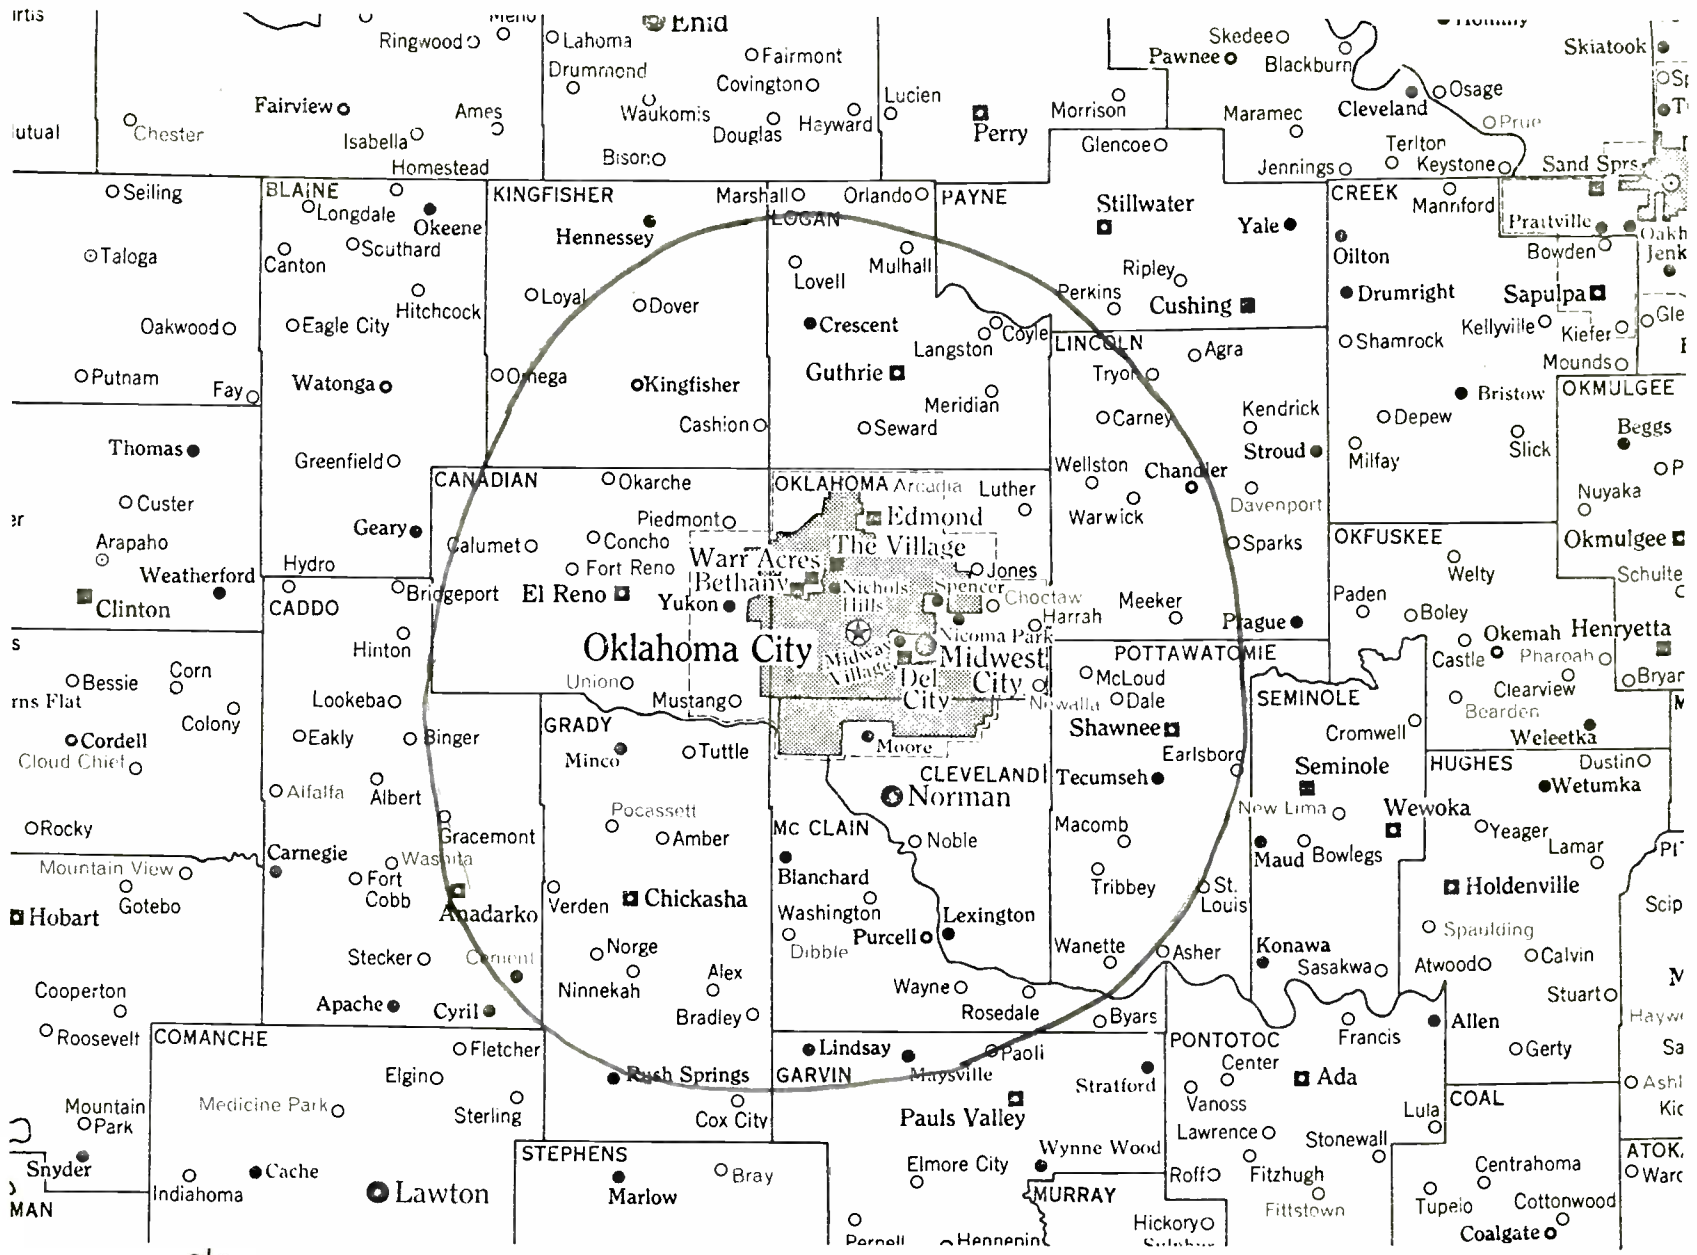 Enid
Ringwood
Lahoma
Fairmont
Skedee
Skiatook
Drummond
Covington
Pawnee
Blackburn
Fairview
Ames
Waukomis
Lucien
Morrison
Maramec
Cleveland
Osage
Chester
Isabella
Douglas
Hayward
Perry
Prue
Homestead
Bison
Glencoe
Jennings
Terlton
Keystone
Sand Sprs
Seiling
BLAINE
KINGFISHER
Marshall
Orlando
PAYNE
CREEK
Mannford
Longdale
Okeene
Hennessey
LOGAN
Stillwater
Yale
Prattville
Taloga
Canton
Southard
Mulhall
Oilton
Bowden
Hitchcock
Loyal
Dover
Lovell
Ripley
Perkins
Cushing
Drumright
Sapulpa
Oakwood
Eagle City
Crescent
Coyle
Langston
LINCOLN
Agra
Shamrock
Kellyville
Kiefer
Mounds
Putnam
Fay
Watonga
Omega
Kingfisher
Guthrie
Tryon
Bristow
OKMULGEE
Meridian
Cashion
Seward
Carney
Kendrick
Depew
Beggs
Thomas
Greenfield
Wellston
Chandler
Stroud
Milfay
Slick
CANADIAN
Okarche
OKLAHOMA
Arcadia
Luther
Custer
Piedmont
Edmond
Warwick
Davenport
Nuyaka
Geary
Calumet
Concho
The Village
Sparks
OKFUSKEE
Okmulgee
Arapaho
Weatherford
Hydro
Fort Reno
Warr Acres
Bethany
Nichols
Hills
Spencer
Jones
Welty
Clinton
CADDO
Bridgeport
El Reno
Yukon
Choctaw
Harrah
Meeker
Prague
Paden
Boley
Hinton
Oklahoma City
Midway
Village
Nicoma Park
Midwest
City
POTTAWATOMIE
Okemah
Henryetta
Castle
Pharoah
Bessie
Corn
Union
Mustang
Del
City
Newalla
McLoud
Dale
SEMINOLE
Clearview
Bearden
rns Flat
Colony
Lookeba
GRADY
Shawnee
Cromwell
Weleetka
Cordell
Cloud Chief
Eakly
Binger
Minco
Tuttle
Moore
Earlsboro
Seminole
HUGHES
Dustin
Alfalfa
Albert
CLEVELAND
Norman
Tecumseh
New Lima
Wewoka
Wetumka
Rocky
Gracemont
Pocassett
Amber
Mc CLAIN
Noble
Macomb
Maud
Bowlegs
Yeager
Lamar
Mountain View
Carnegie
Washita
Fort
Cobb
Blanchard
Tribbey
St.
Louis
Holdenville
Hobart
Gotebo
Anadarko
Verden
Chickasha
Washington
Purcell
Lexington
Dibble
Wanette
Asher
Konawa
Sasakwa
Spaulding
Atwood
Calvin
Stecker
Cement
Norge
Ninnekah
Alex
Wayne
Rosedale
Stuart
Cooperton
Apache
Cyril
Bradley
Byars
Francis
Allen
Roosevelt
COMANCHE
Fletcher
Lindsay
Maysville
Paoli
PONTOTOC
Center
Gerty
Elgin
Rush Springs
GARVIN
Stratford
Vanoss
Ada
COAL
Mountain
Park
Medicine Park
Sterling
Cox City
Pauls Valley
Lawrence
Stonewall
Lula
Snyder
STEPHENS
Wynne Wood
Indiahoma
Cache
Lawton
Marlow
Bray
Elmore City
MURRAY
Roff
Fitzhugh
Fittstown
Centrahoma
Tupelo
Cottonwood
Coalgate
Hickory